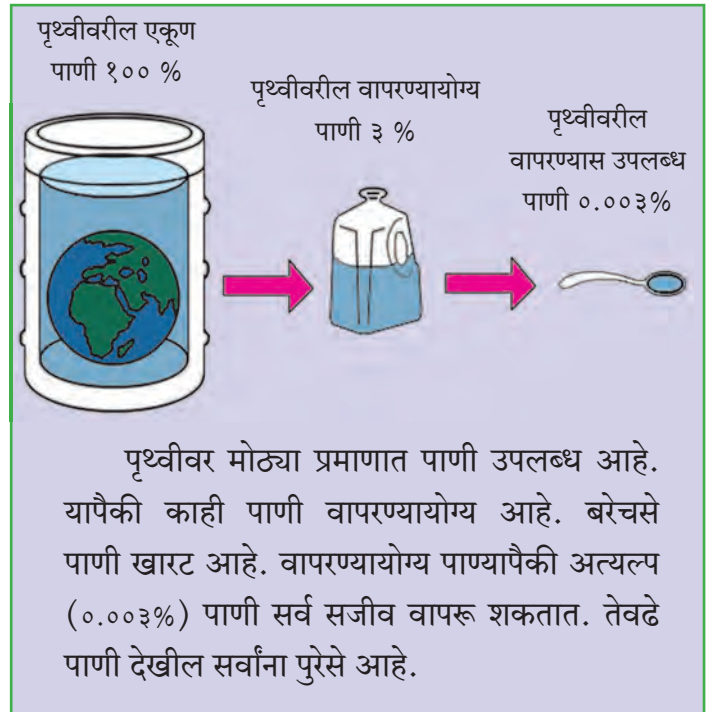 पृथ्वीवरील एकूण
पाणी १०० %
पृथ्वीवरील वापरण्यायोग्य
पाणी ३ %
पृथ्वीवरील
वापरण्यास उपलब्ध
पाणी ०.००३%
पृथ्वीवर मोठ्या प्रमाणात पाणी उपलब्ध आहे.
यापैकी काही पाणी वापरण्यायोग्य आहे. बरेचसे
पाणी खारट आहे. वापरण्यायोग्य पाण्यापैकी अत्यल्प
(०.००३%) पाणी सर्व सजीव वापरू शकतात. तेवढे
पाणी देखील सर्वांना पुरेसे आहे.